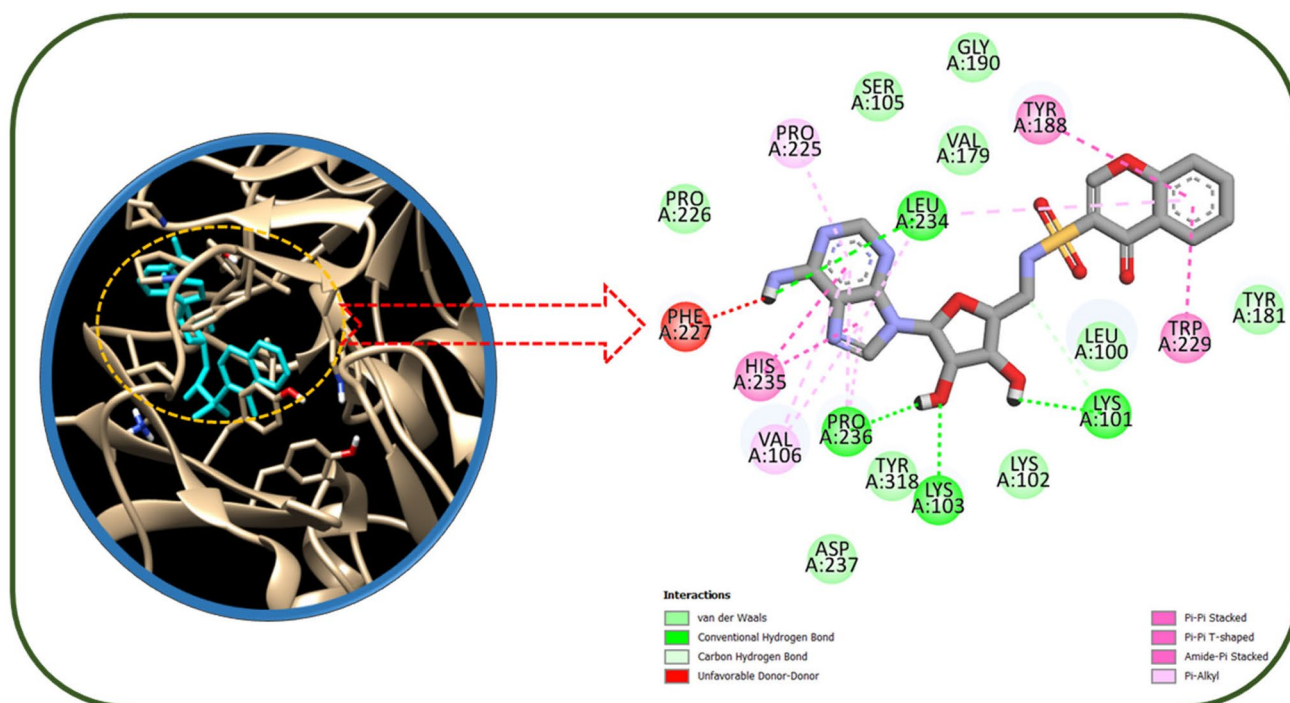 GLY
A:190
SER
A:105
TYR
A:188
PRO
A:225
VAL
A:179
PRO
A:226
LEU
A:234
TYR
A:181
PHE
A:227
LEU
A:100
TRP
A:229
HIS
A:235
LYS
A:101
VAL
A:106
PRO
A:236
TYR
A:318
LYS
A:102
LYS
A:103
ASP
A:237
Interactions
van der Waals
Conventional Hydrogen Bond
Carbon Hydrogen Bond
Unfavorable Donor-Donor
Pi-Pi Stacked
Pi-Pi T-shaped
Amide-Pi Stacked
Pi-Alkyl